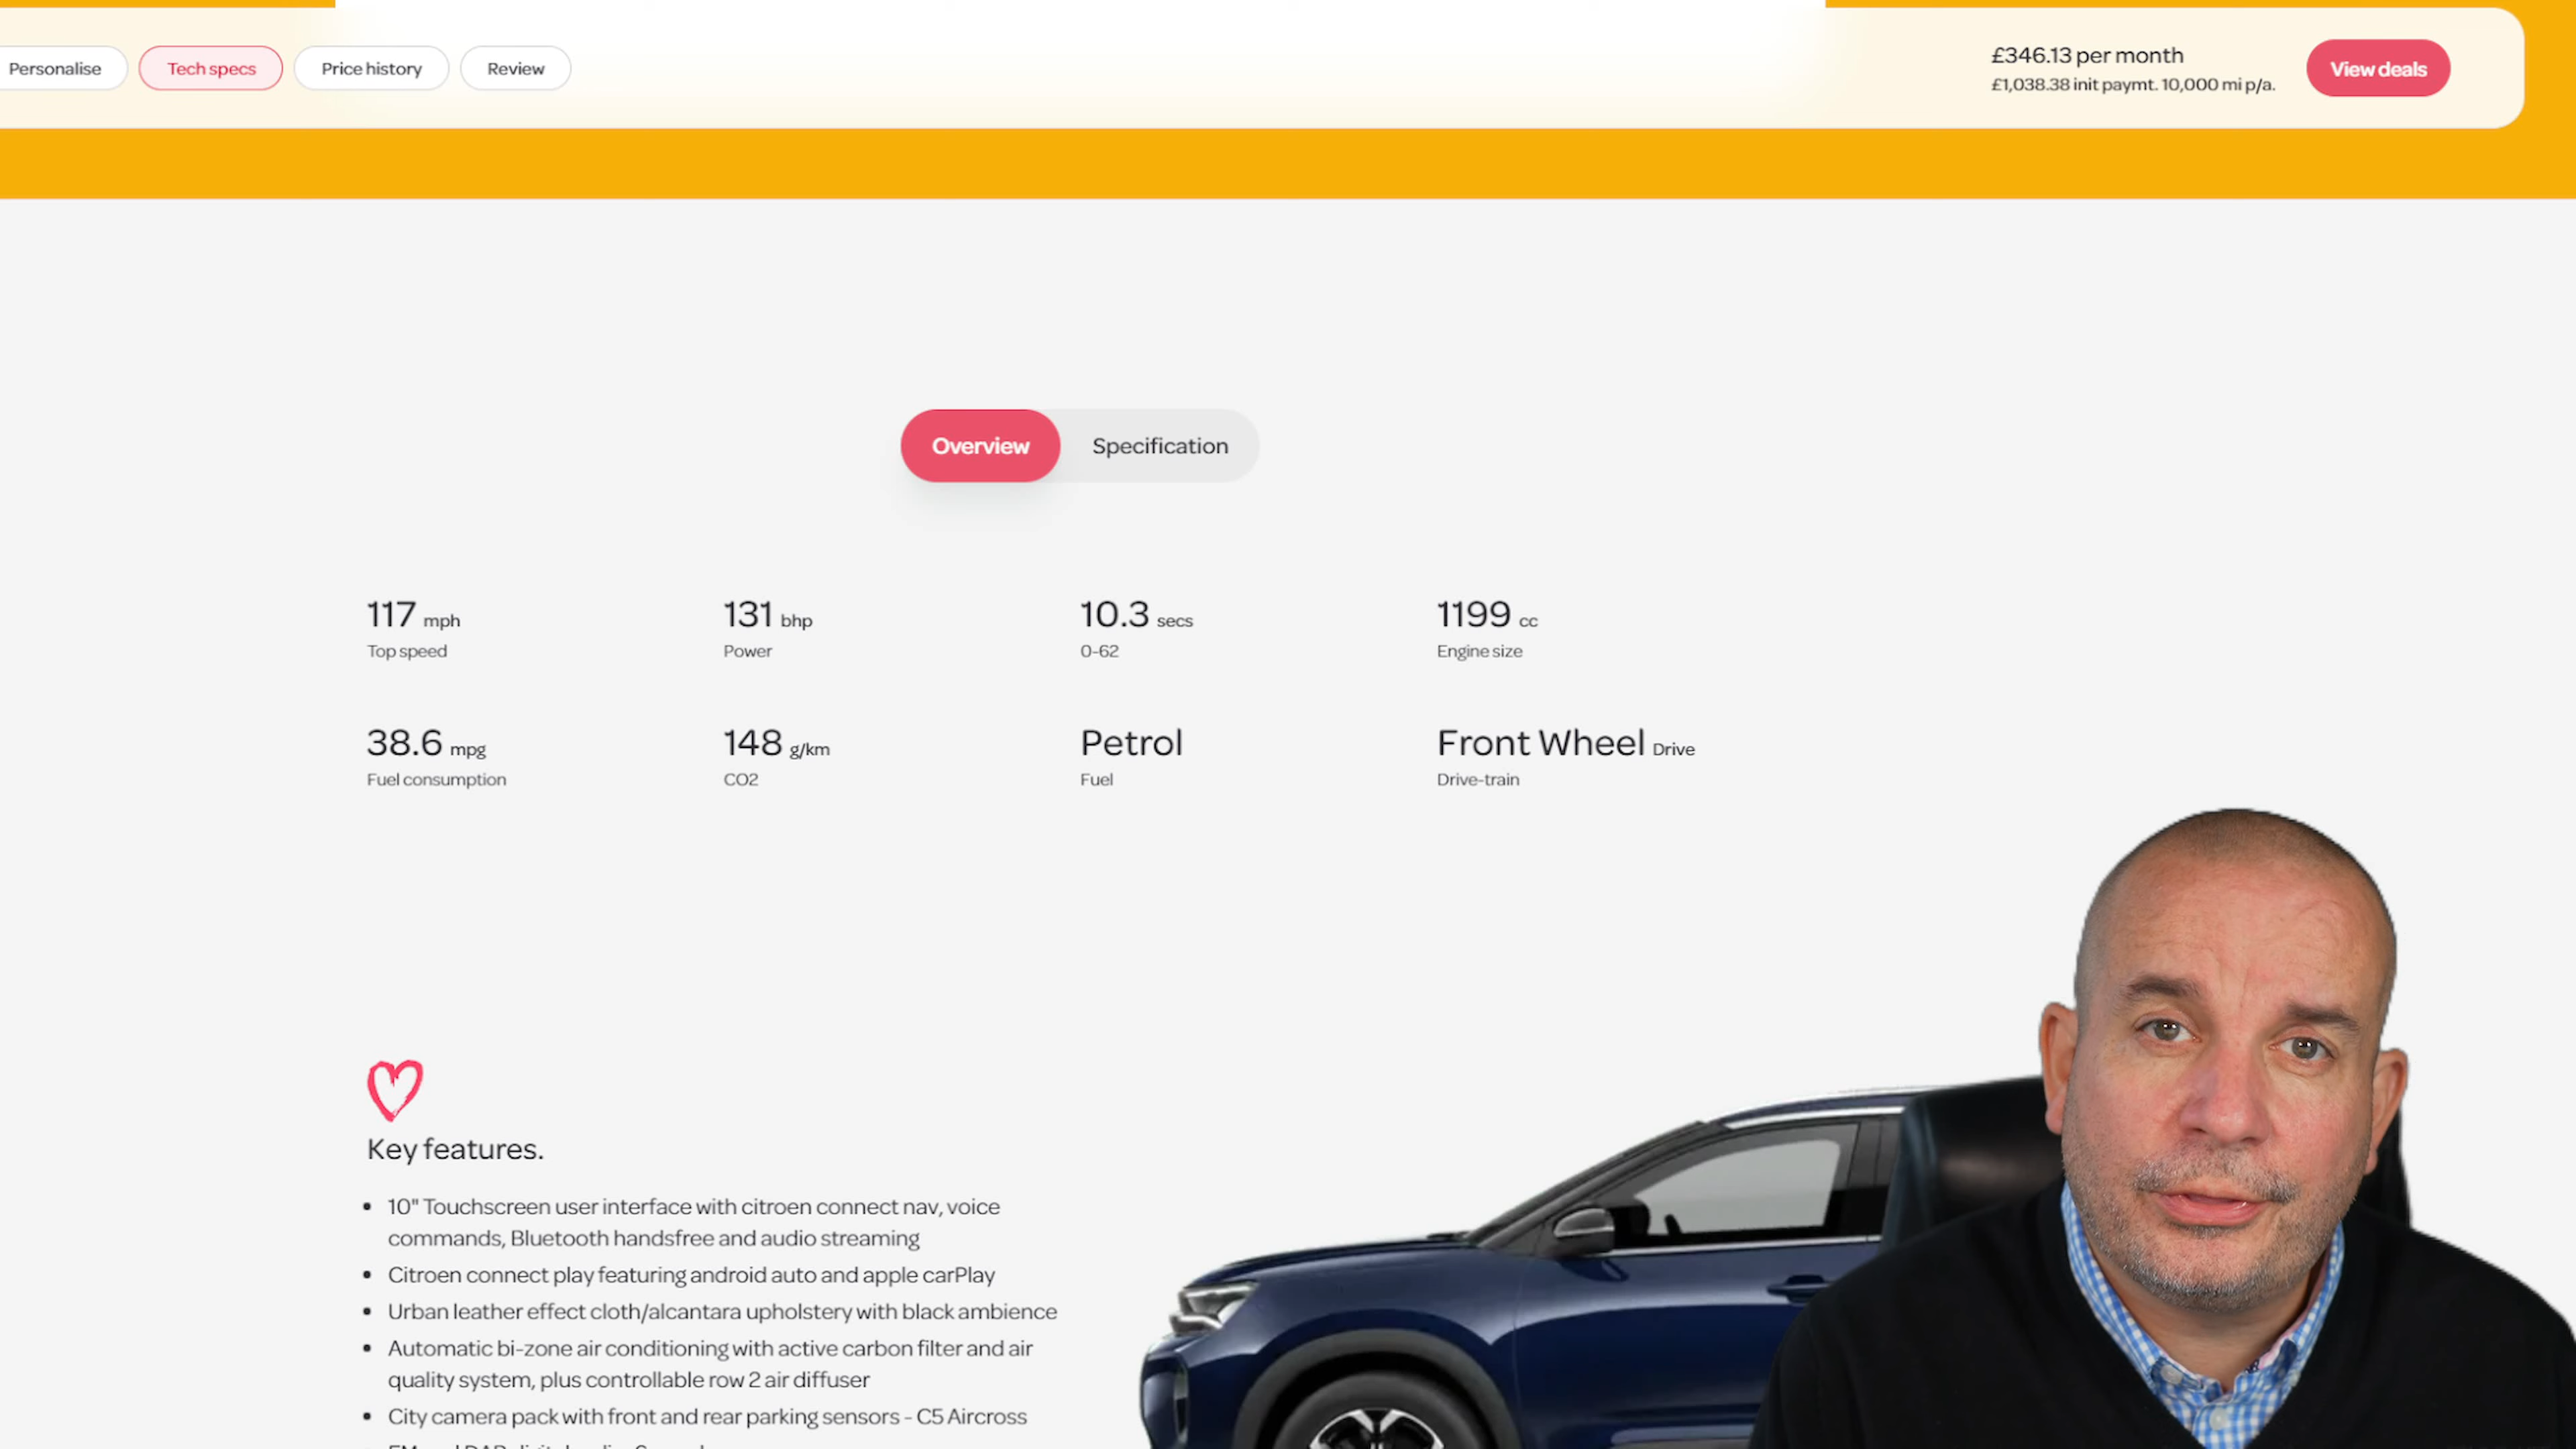 Personalise
Tech specs
Price history
Review
£346.13 per month
£1,038.38 init paymt. 10,000 mi p/a.
View deals
Overview
Specification
117 mph
Top speed
131 bhp
Power
10.3 secs
0-62
1199 cc
Engine size
38.6 mpg
Fuel consumption
148 g/km
CO2
Petrol
Fuel
Front Wheel Drive
Drive-train
Key features.
10" Touchscreen user interface with citroen connect nav, voice
commands, Bluetooth handsfree and audio streaming
Citroen connect play featuring android auto and apple carPlay
Urban leather effect cloth/alcantara upholstery with black ambience
Automatic bi-zone air conditioning with active carbon filter and air
quality system, plus controllable row 2 air diffuser
City camera pack with front and rear parking sensors - C5 Aircross